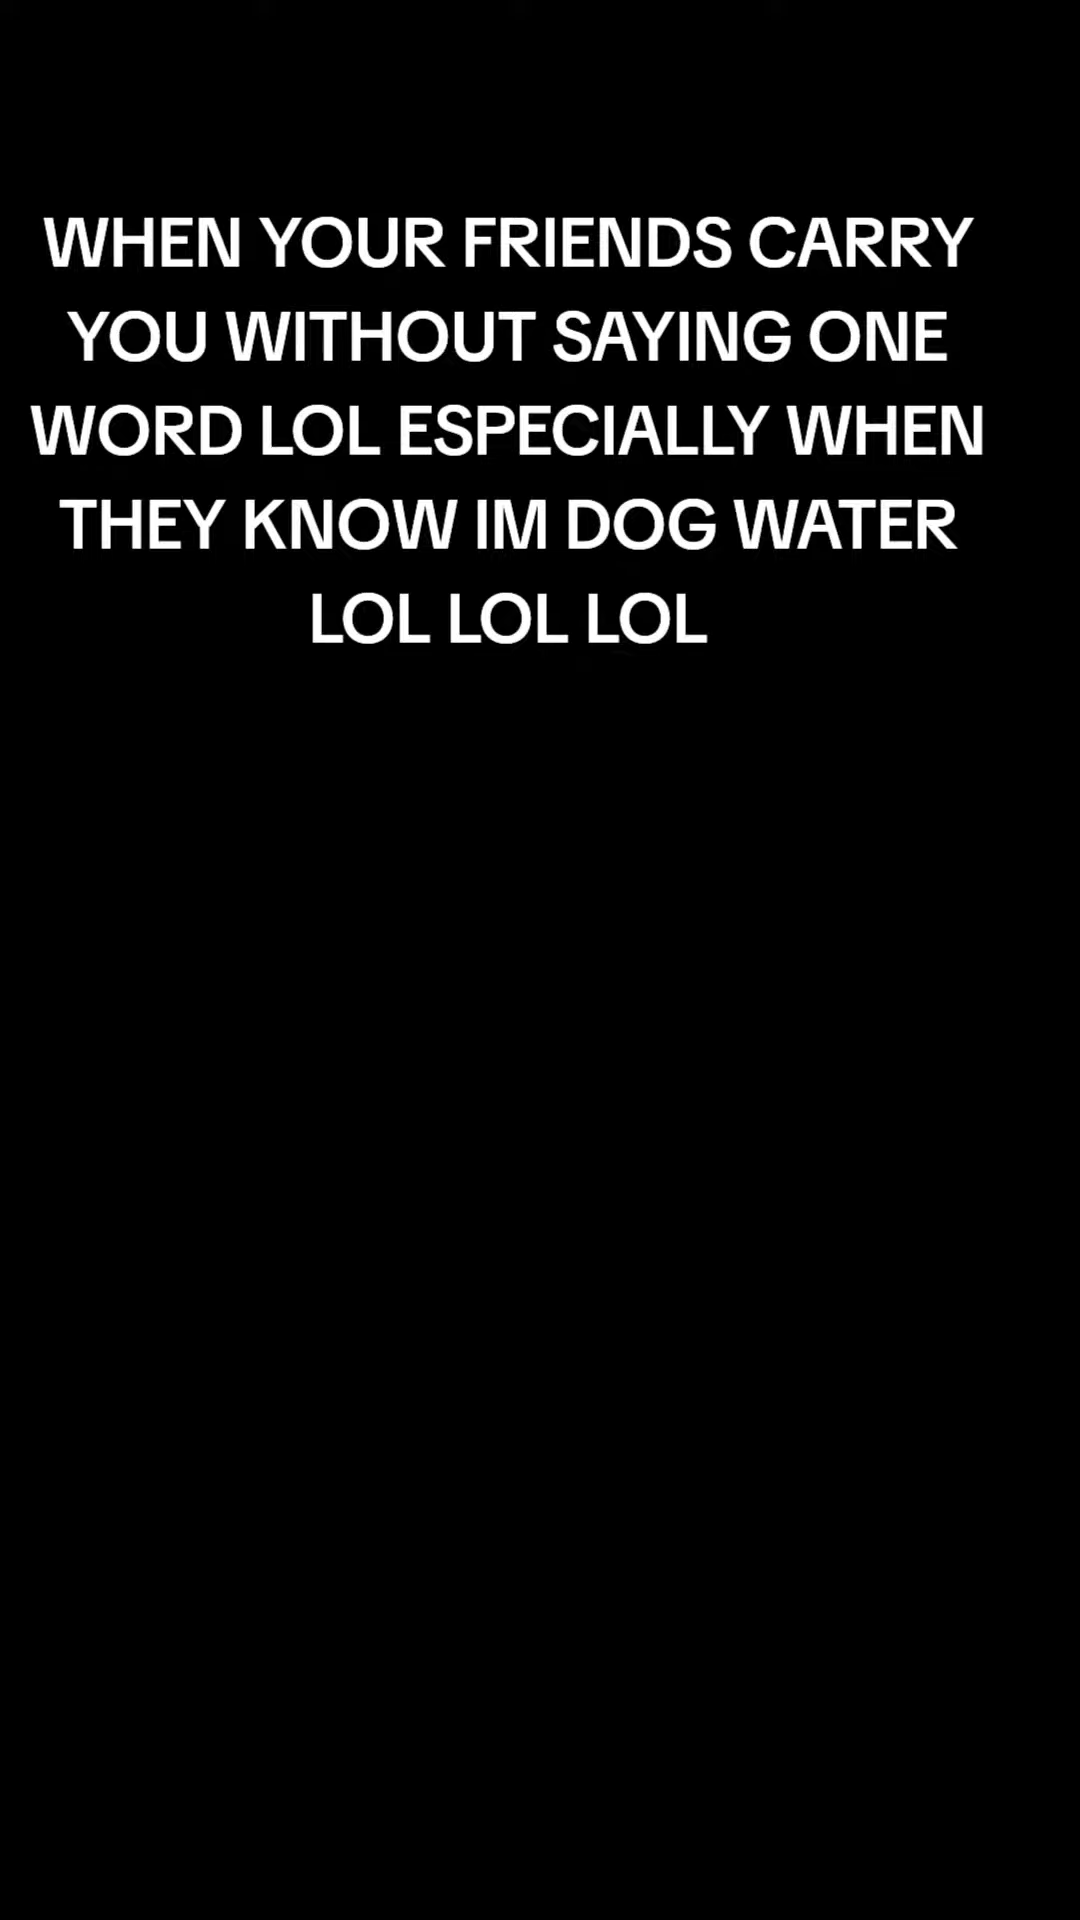 WHEN YOUR FRIENDS CARRY
YOU WITHOUT SAYING ONE
WORD LOL ESPECIALLY WHEN
THEY KNOW IM DOG WATER
LOL LOL LOL